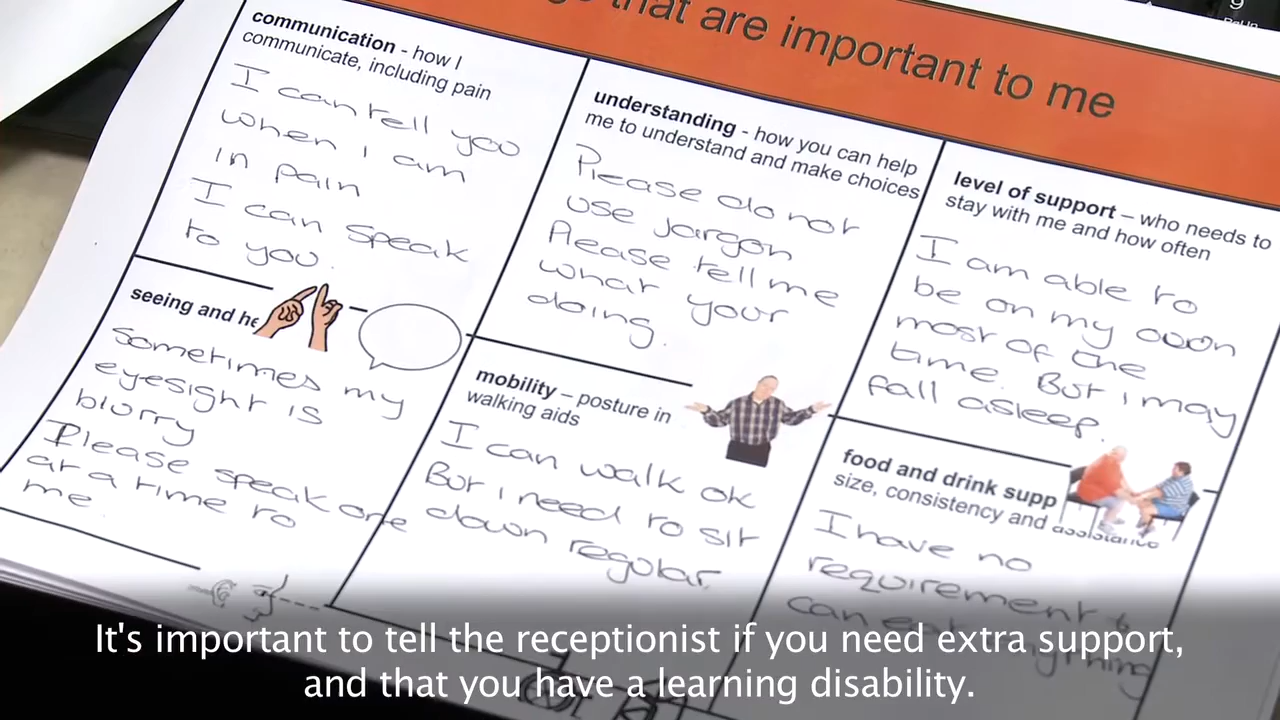 that are important to me
communication - how I
communicate, including pain
I can tell you
when I am
in pain
I can speak
to you.
understanding - how you can help
me to understand and make choices
Please do not
use jargon
Please tell me
what your
doing.
level of support – who needs to
stay with me and how often
I am able to
be on my own
most of the
time. But i may
fall asleep.
seeing and
Sometimes my
eyesight is
blurry
Please speak one
at a time to
me.
mobility – posture in
walking aids
I can walk ok
But i need to sit
down regular.
food and drink supp
size, consistency and assistance
I have no
requirement
can
It's important to tell the receptionist if you need extra support,
and that you have a learning disability.